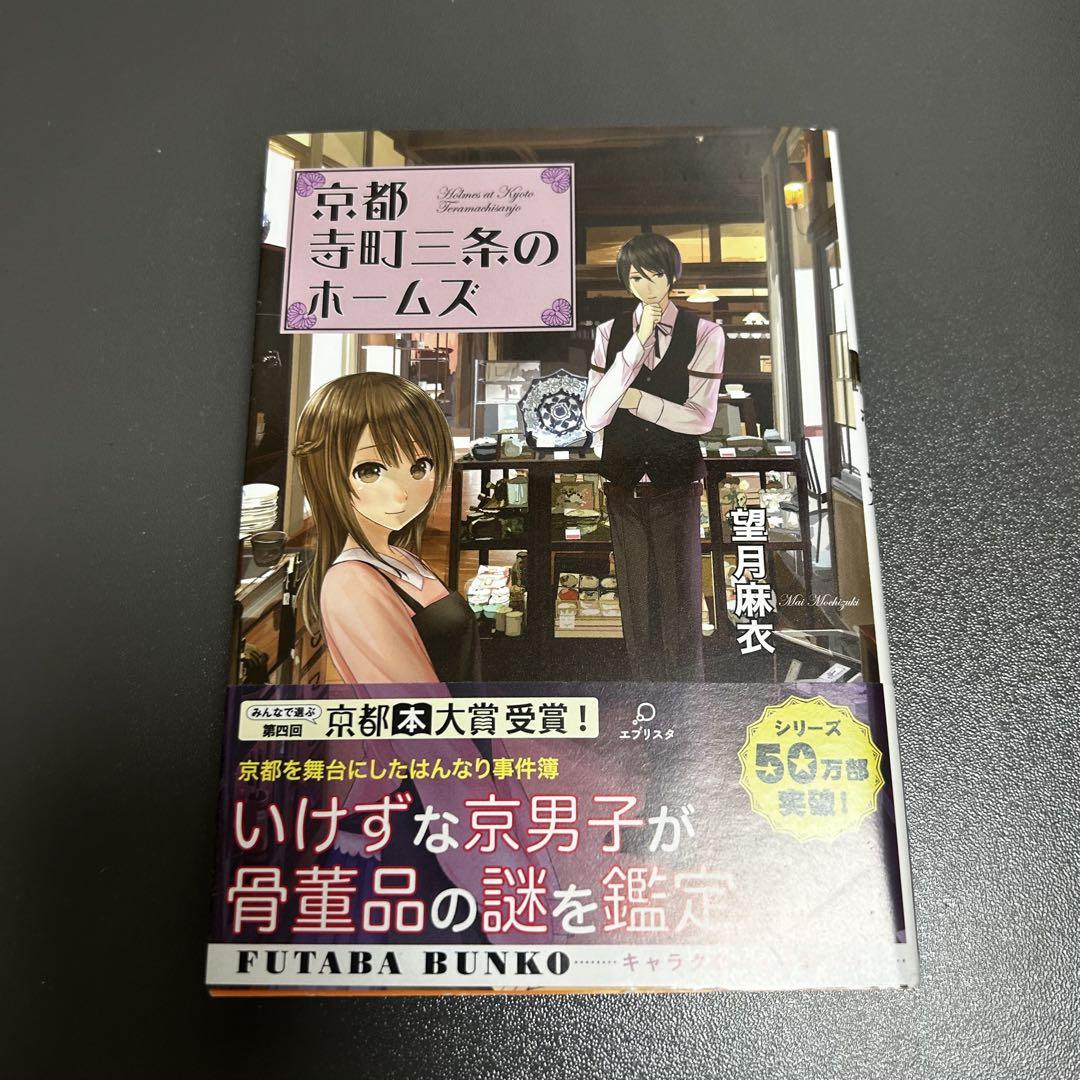 京都
寺町三条の
ホームズ
Holmes at Kyoto
Teramachisanjo
望月麻衣
Mai Mochizuki
みんなで選ぶ
第四回
京都本大賞受賞!
エブリスタ
シリーズ
50万部
突破!
京都を舞台にしたはんなり事件簿
いけずな京男子が
骨董品の謎を鑑定
FUTABA BUNKO
キャラク